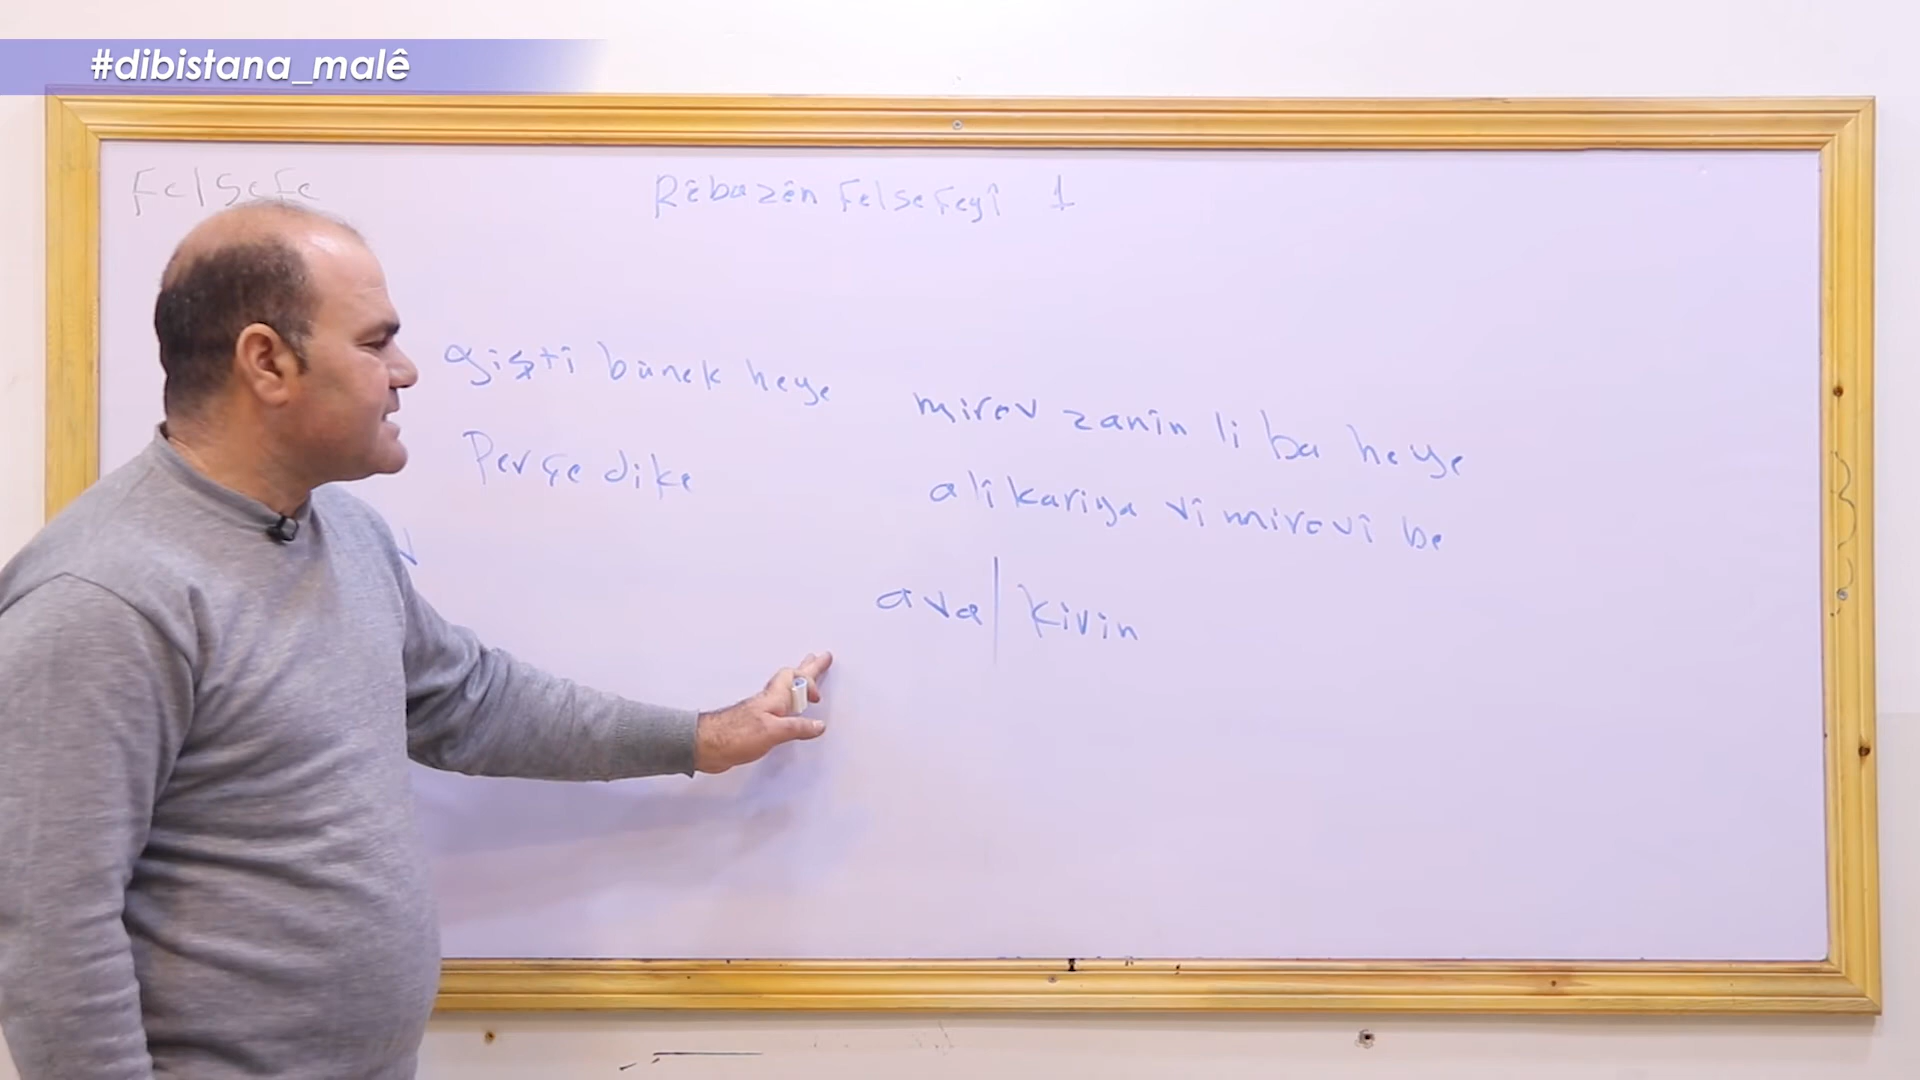 #dibistana_malê
Felsefe
Rêbazên Felsefeyî 1
giştî bûnek heye
Perçe dike
mirov zanîn li ba heye
alîkariya vî mirovî be
ava | kirin